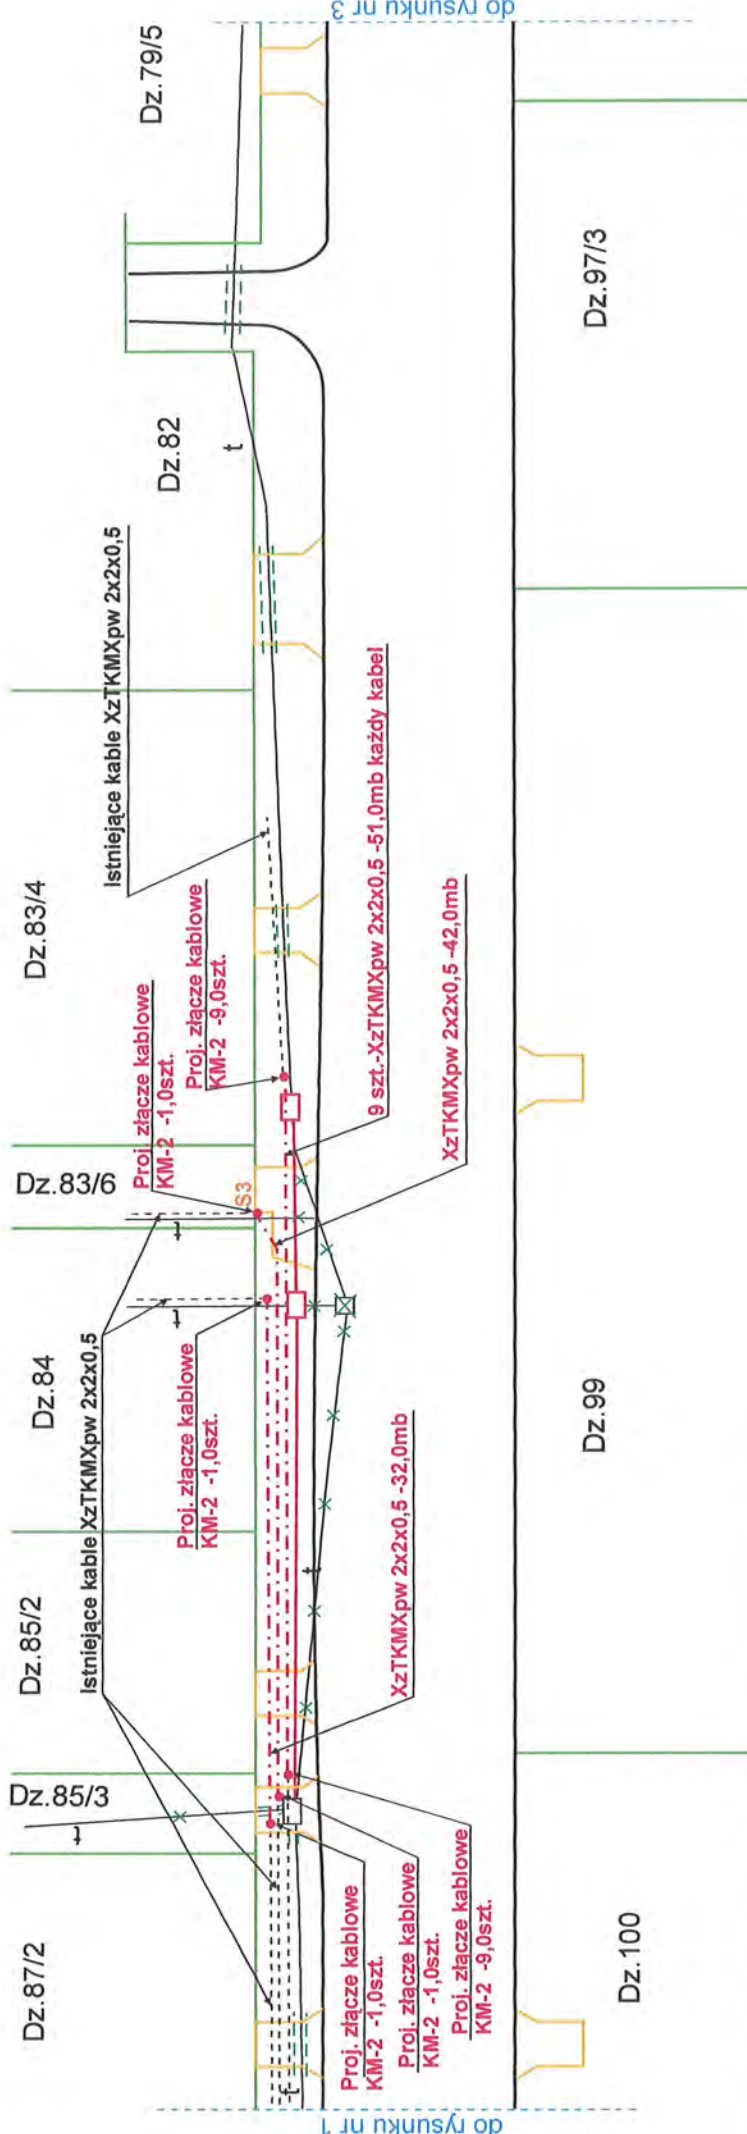 do rysunku nr 3
Dz.79/5
Dz.82
t
Dz.97/3
Istniejące kable XzTKMXpw 2x2x0,5
Dz.83/4
Proj. złącze kablowe
KM-2 -1,0szt.
Proj. złącze kablowe
KM-2 -9,0szt.
9 szt.-XzTKMXpw 2x2x0,5 -51,0mb każdy kabel
XzTKMXpw 2x2x0,5 -42,0mb
Dz.83/6
S3
t
t
Istniejące kable XzTKMXpw 2x2x0,5
Dz.84
Proj. złącze kablowe
KM-2 -1,0szt.
Dz.99
t
XzTKMXpw 2x2x0,5 -32,0mb
Dz.85/2
Dz.85/3
t
Dz.87/2
Proj. złącze kablowe
KM-2 -1,0szt.
Proj. złącze kablowe
KM-2 -1,0szt.
Proj. złącze kablowe
KM-2 -9,0szt.
t
Dz.100
do rysunku nr 1